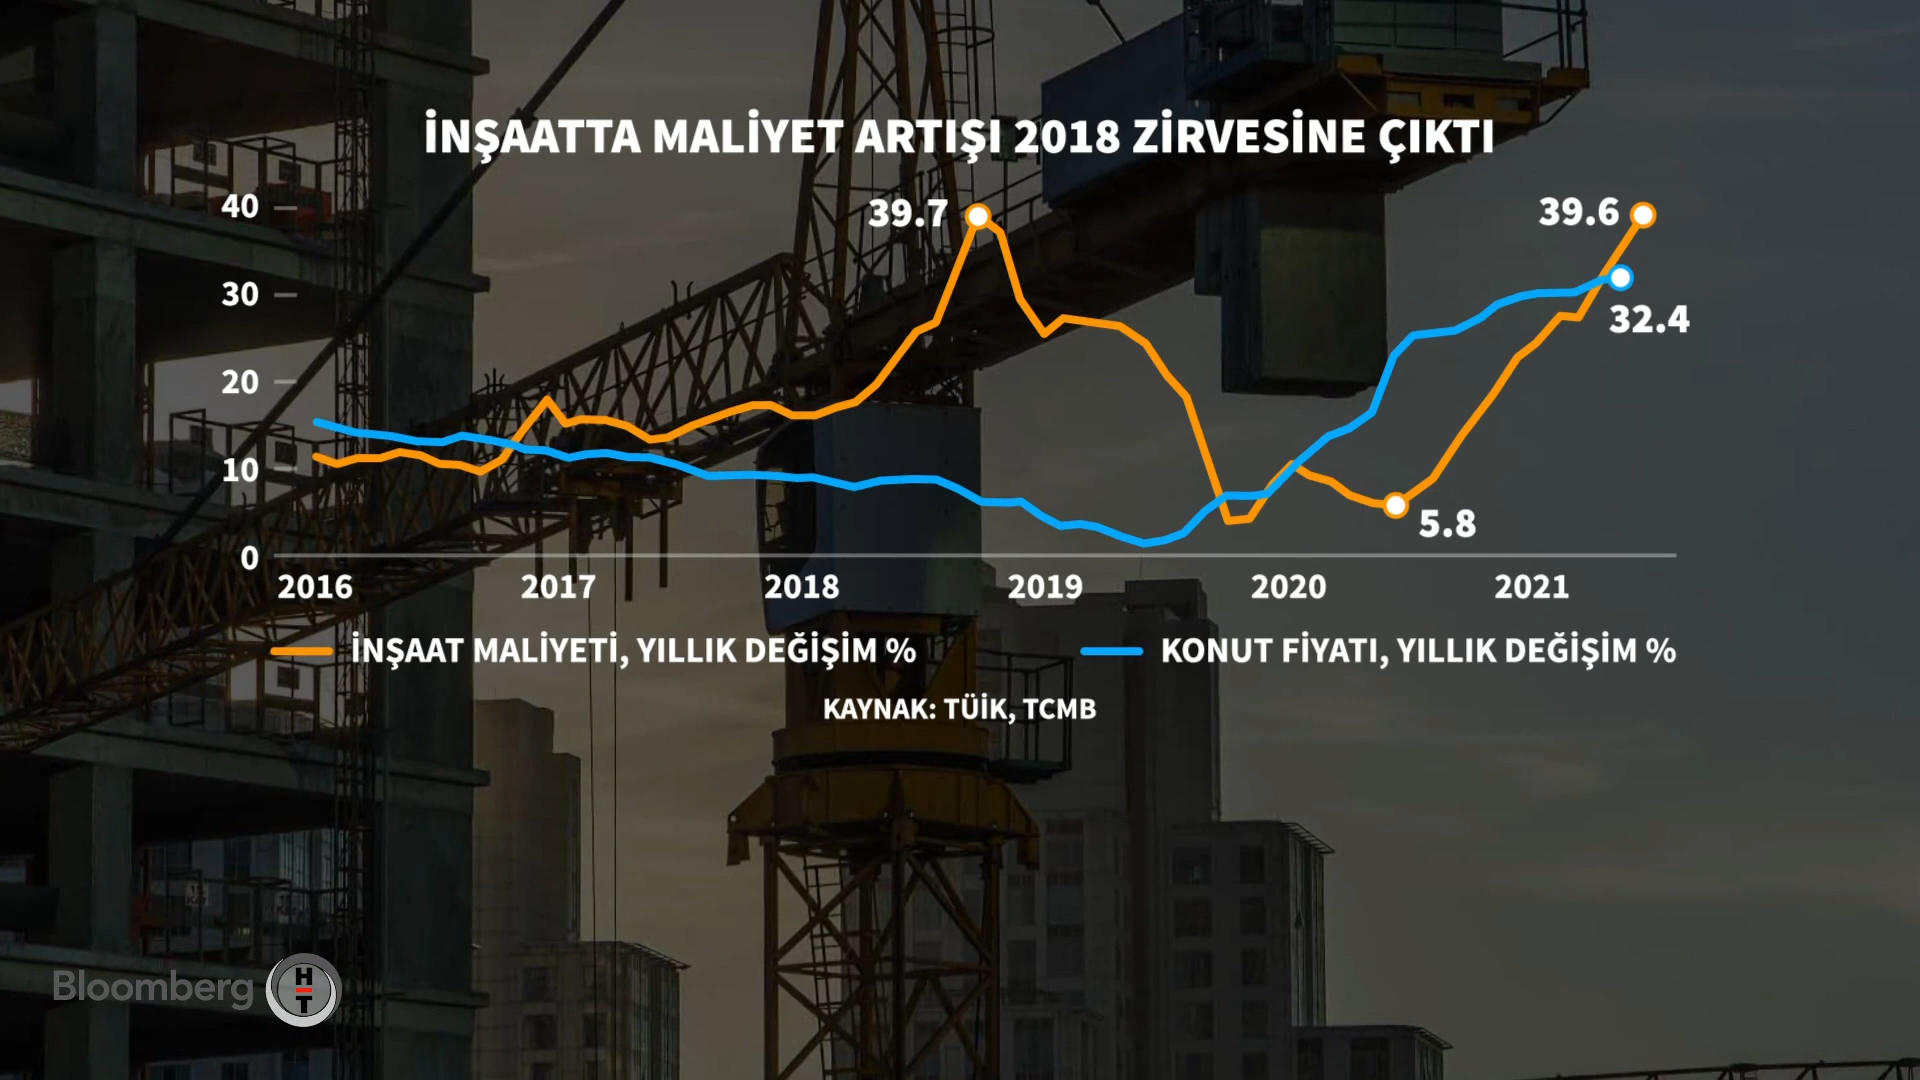 İNŞAATTA MALİYET ARTIŞI 2018 ZİRVESİNE ÇIKTI
40
30
20
10
0
39.7
39.6
32.4
5.8
2016 2017 2018 2019 2020 2021
İNŞAAT MALİYETİ, YILLIK DEĞİŞİM %
KONUT FİYATI, YILLIK DEĞİŞİM %
KAYNAK: TÜİK, TCMB
Bloomberg HT